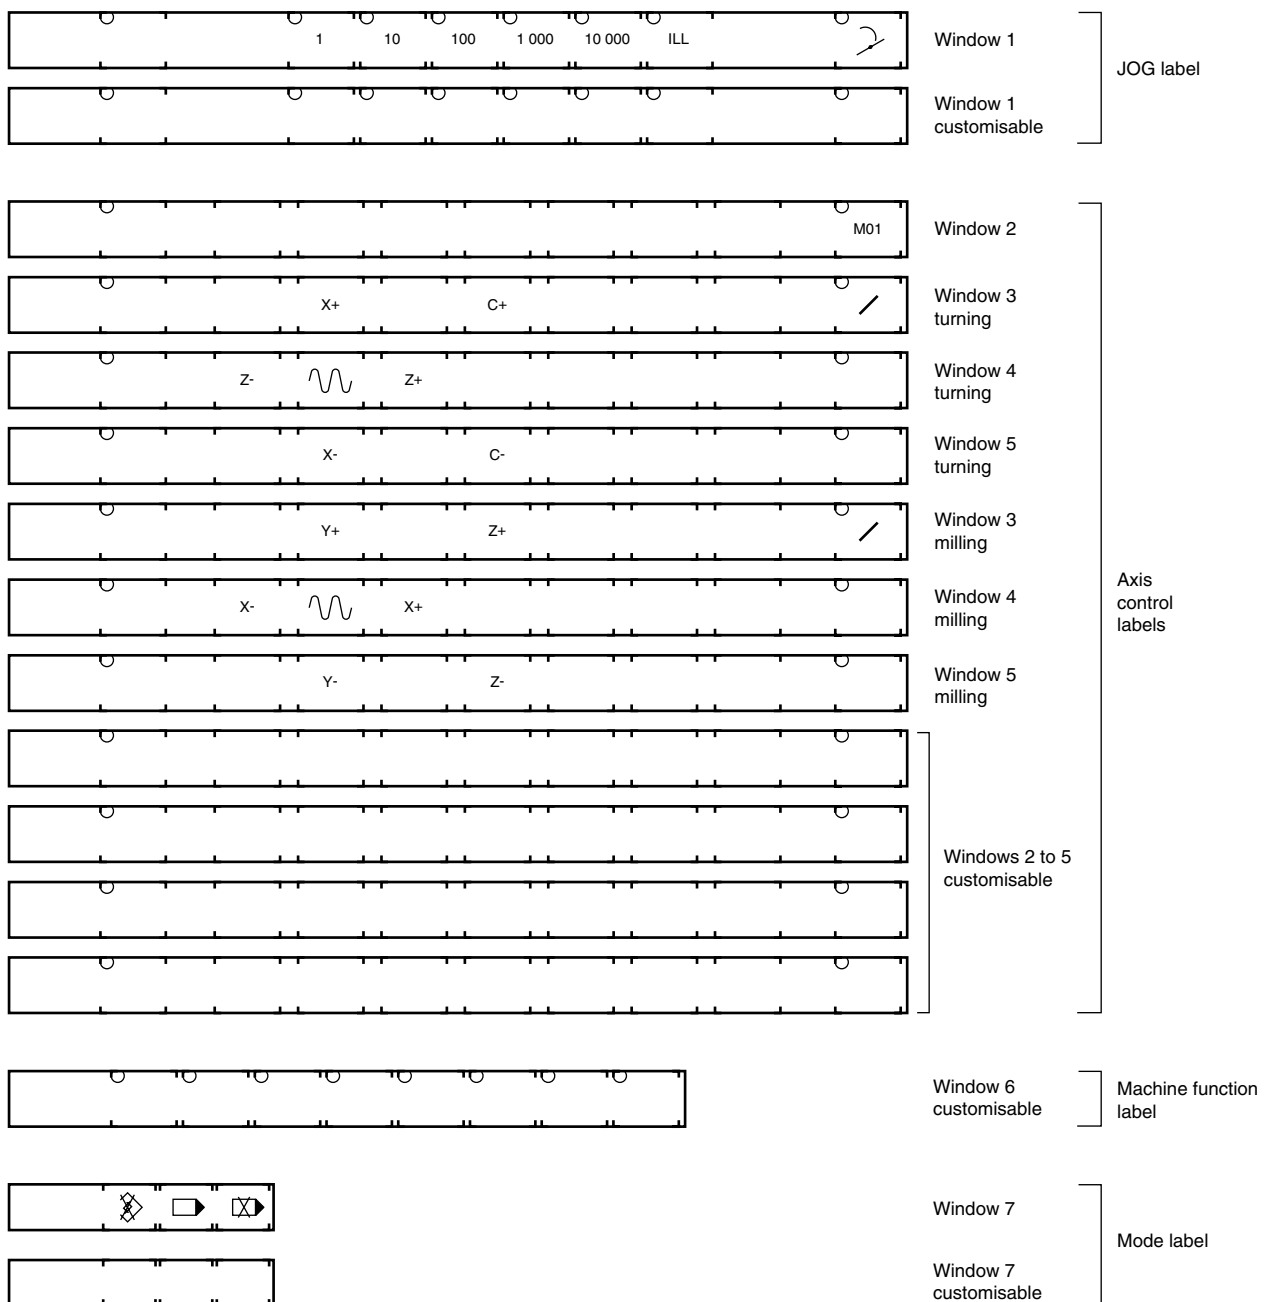 1 10 100 1 000 10 000 ILL
Window 1
JOG label
Window 1
customisable
M01
Window 2
X+ C+
Window 3
turning
Z- Z+
Window 4
turning
X- C-
Window 5
turning
Y+ Z+
Window 3
milling
X- X+
Window 4
milling
Axis
control
labels
Y- Z-
Window 5
milling
Windows 2 to 5
customisable
Window 6
customisable
Machine function
label
Window 7
Mode label
Window 7
customisable